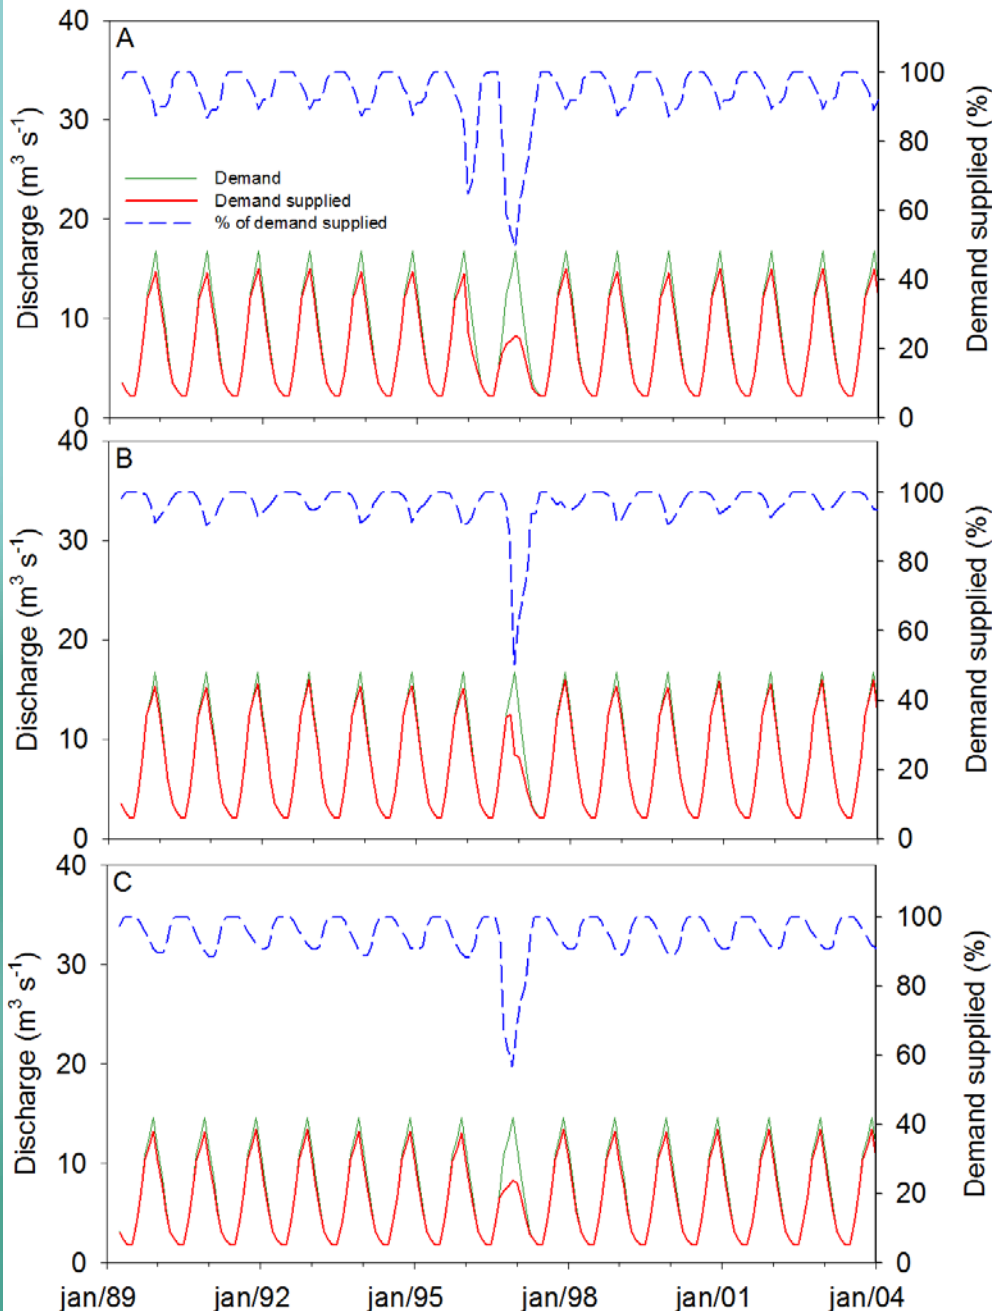 A
40
30
20
10
0
Discharge (m³ s⁻¹)
Demand
Demand supplied
% of demand supplied
100
80
60
40
20
0
Demand supplied (%)
B
40
30
20
10
0
Discharge (m³ s⁻¹)
100
80
60
40
20
0
Demand supplied (%)
C
40
30
20
10
0
Discharge (m³ s⁻¹)
100
80
60
40
20
0
Demand supplied (%)
jan/89 jan/92 jan/95 jan/98 jan/01 jan/04